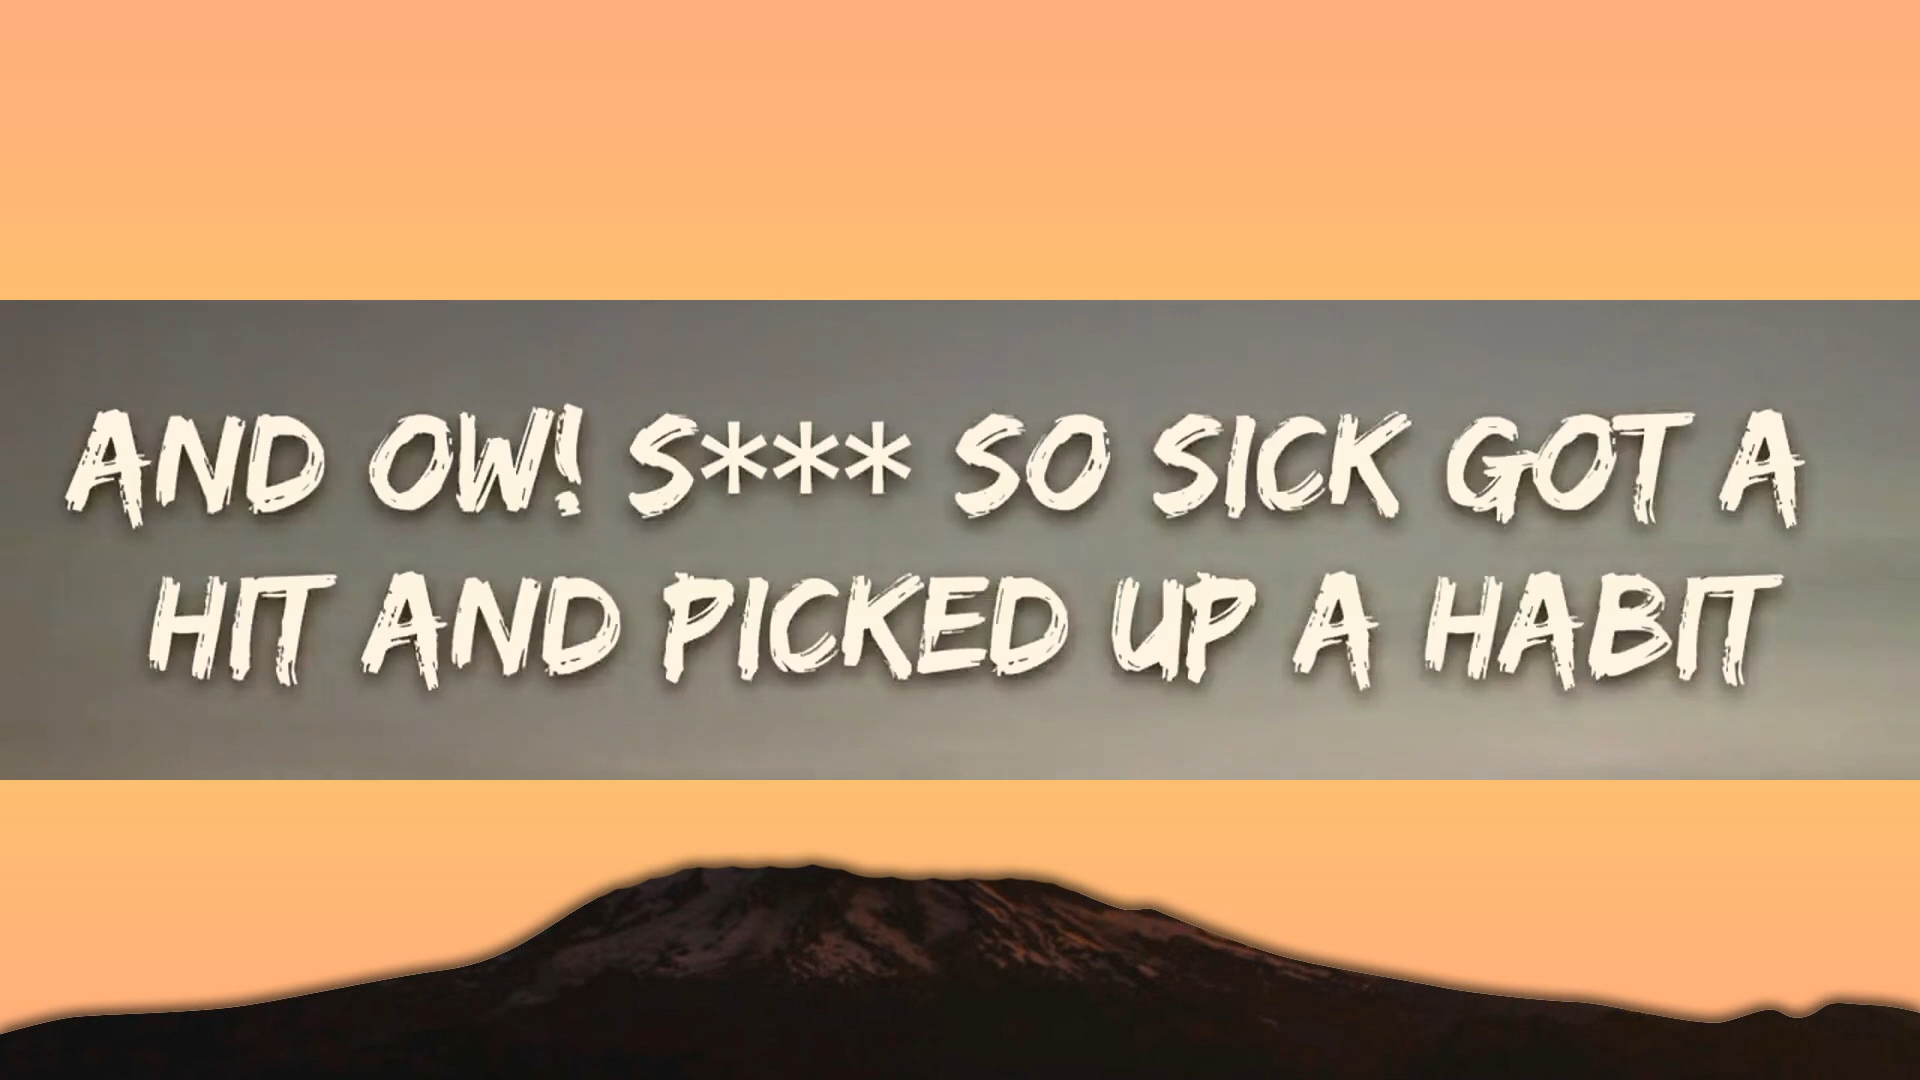 AND OW! S*** SO SICK GOT A
HIT AND PICKED UP A HABIT